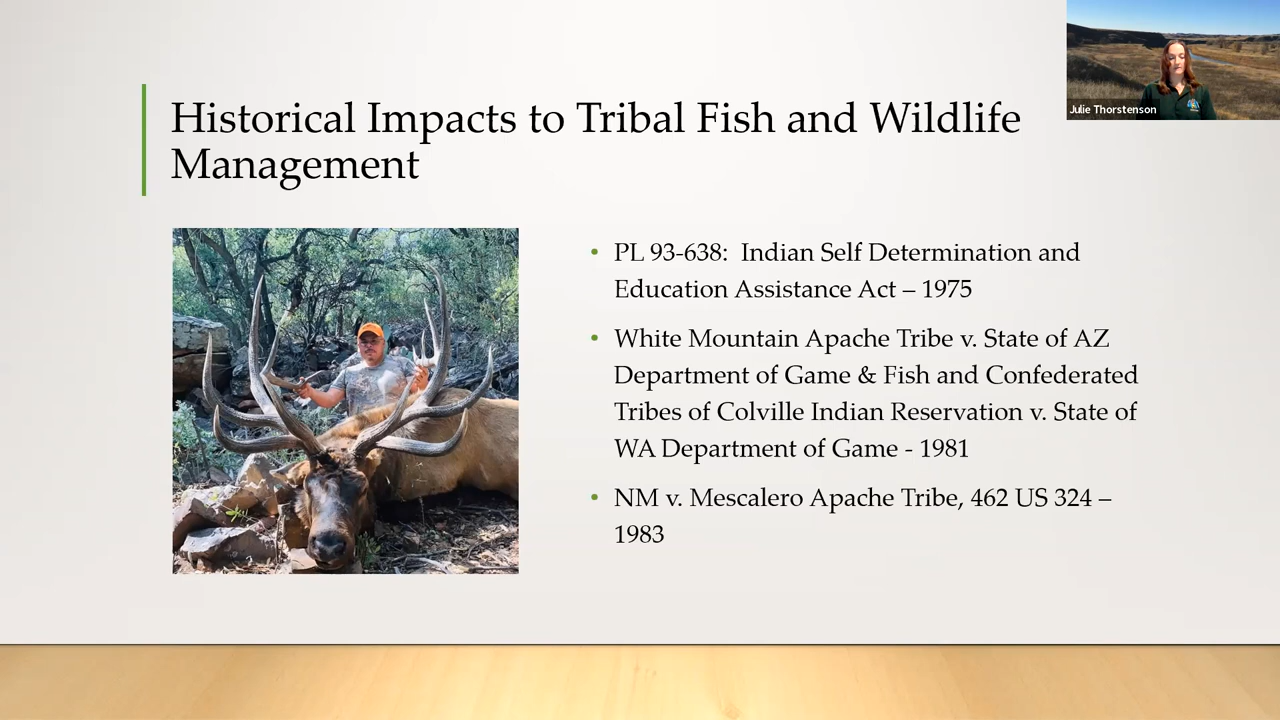 Julie Thorstenson
Historical Impacts to Tribal Fish and Wildlife
Management
• PL 93-638:  Indian Self Determination and
Education Assistance Act – 1975
• White Mountain Apache Tribe v. State of AZ
Department of Game & Fish and Confederated
Tribes of Colville Indian Reservation v. State of
WA Department of Game - 1981
• NM v. Mescalero Apache Tribe, 462 US 324 –
1983